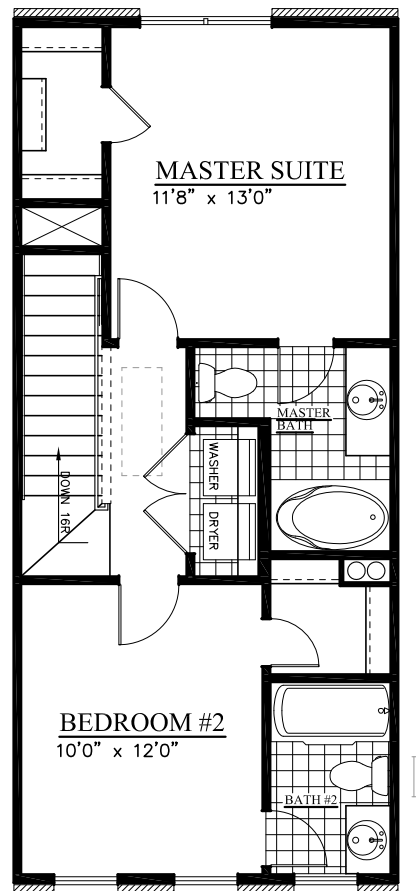 MASTER SUITE
11'8" x 13'0"
MASTER
BATH
WASHER
DRYER
DOWN 16R
BEDROOM #2
10'0" x 12'0"
BATH #2